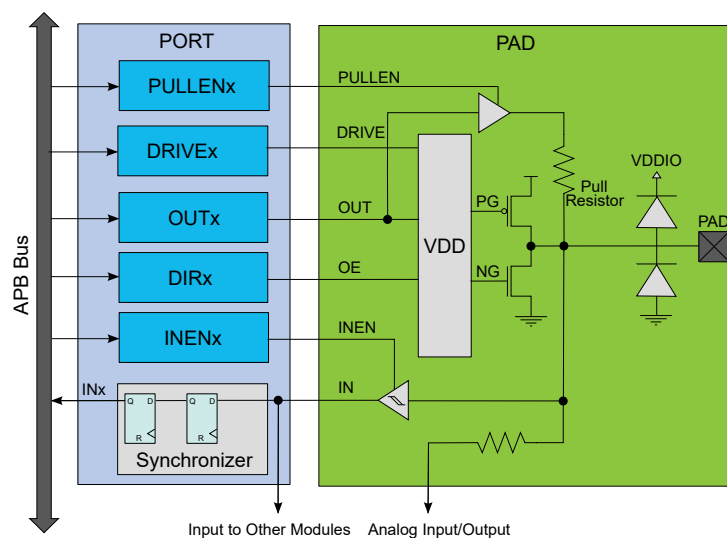 PORT
PAD
APB Bus
PULLENx
PULLEN
DRIVEx
DRIVE
OUTx
OUT
DIRx
OE
INENx
INEN
VDD
PG
NG
Pull
Resistor
VDDIO
PAD
INx
IN
Q D
R
Q D
R
Synchronizer
Input to Other Modules
Analog Input/Output